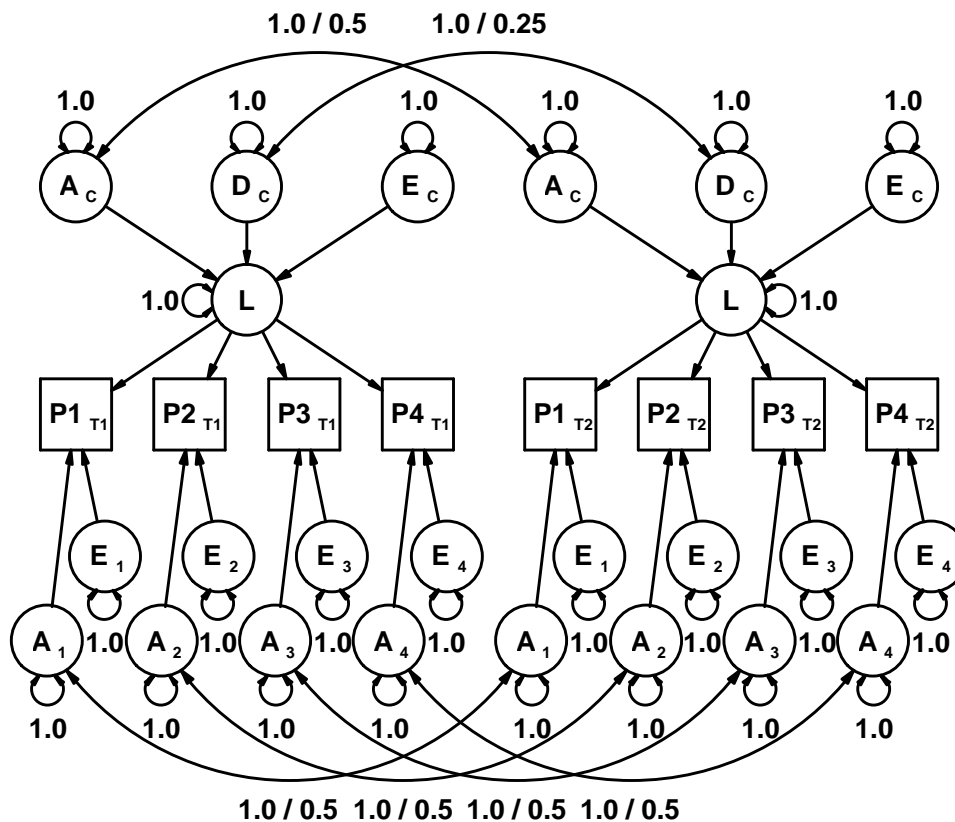 1.0 / 0.5 1.0 / 0.25
1.0 1.0 1.0 1.0 1.0 1.0
A C D C E C A C D C E C
1.0 L L 1.0
P1 T1 P2 T1 P3 T1 P4 T1 P1 T2 P2 T2 P3 T2 P4 T2
E 1 E 2 E 3 E 4 E 1 E 2 E 3 E 4
A 1 1.0 A 2 1.0 A 3 1.0 A 4 1.0 A 1 1.0 A 2 1.0 A 3 1.0 A 4 1.0
1.0 1.0 1.0 1.0 1.0 1.0 1.0 1.0
1.0 / 0.5 1.0 / 0.5 1.0 / 0.5 1.0 / 0.5